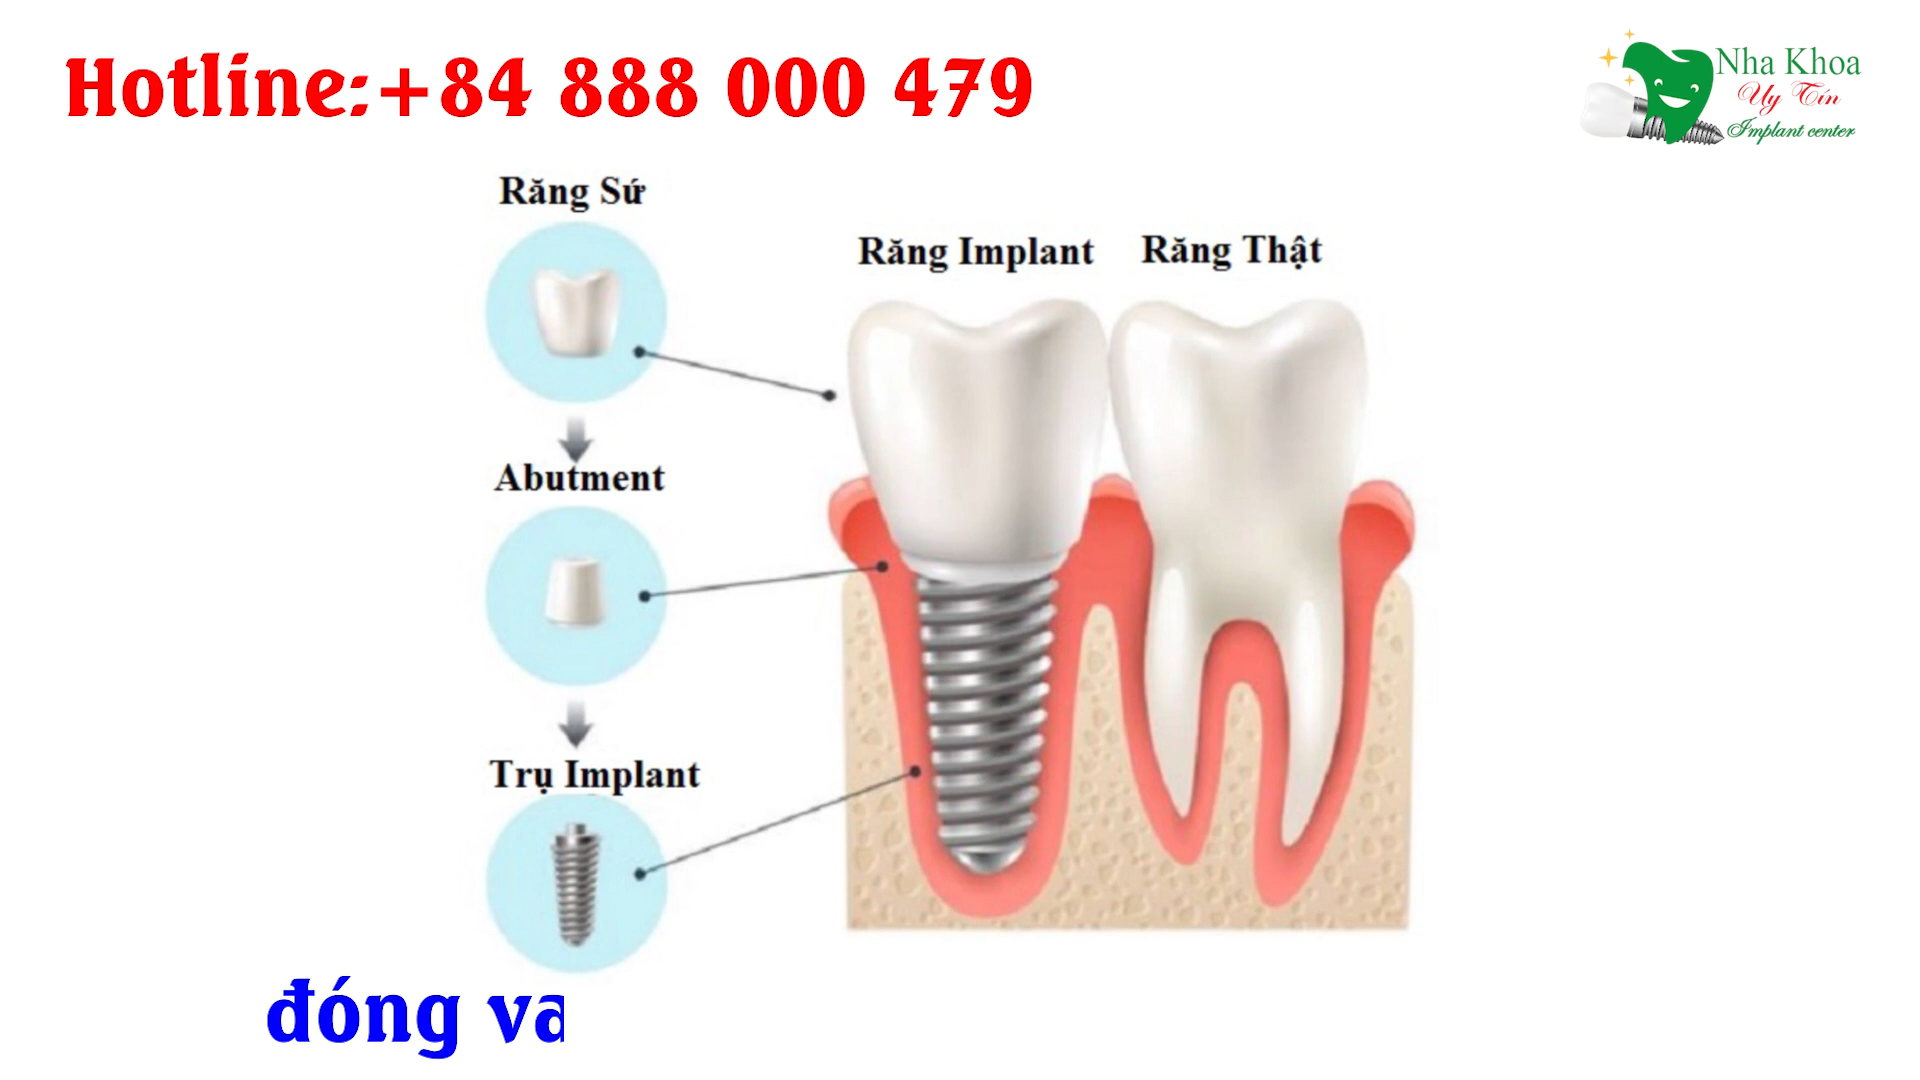 Hotline:+84 888 000 479
Nha Khoa
Uy Tín
Implant center
Răng Sứ
Răng Implant
Răng Thật
Abutment
Trụ Implant
đóng va